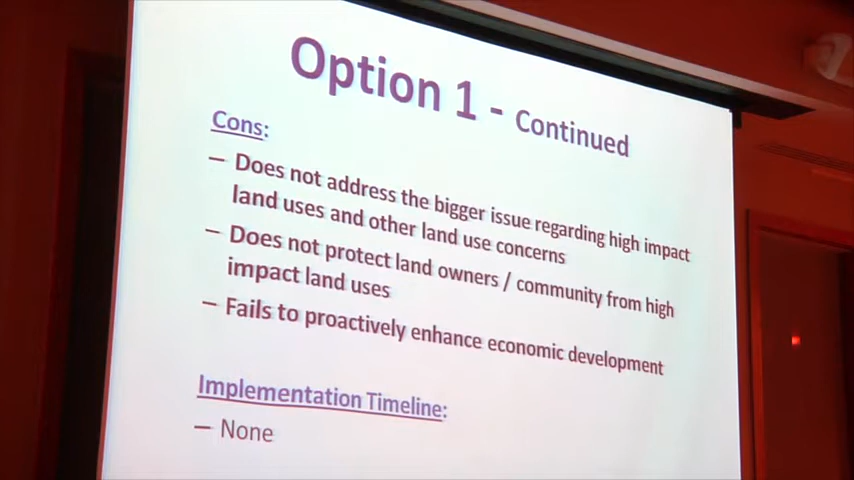 Option 1 - Continued
Cons:
– Does not address the bigger issue regarding high impact
land uses and other land use concerns
– Does not protect land owners / community from high
impact land uses
– Fails to proactively enhance economic development
Implementation Timeline:
– None